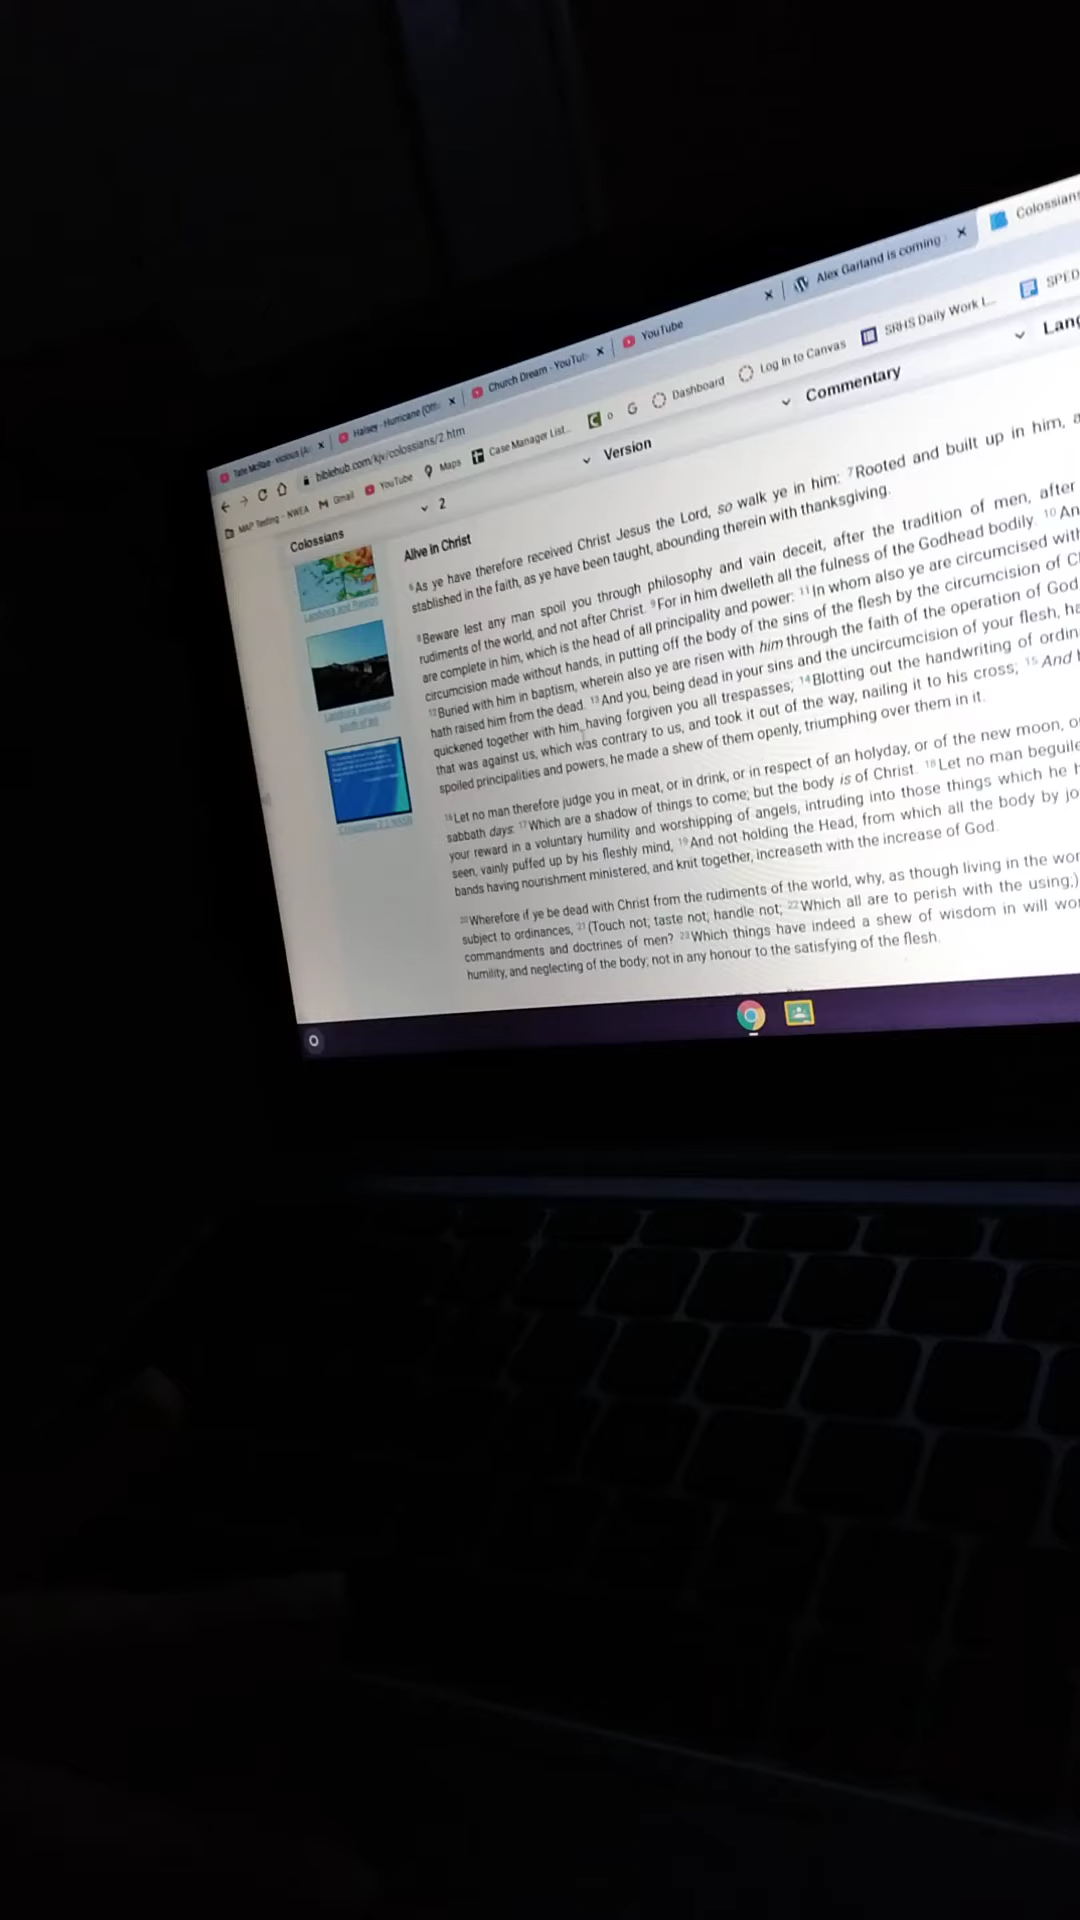 Tate McRae - vicious (A
Halsey - Hurricane (Offi
Church Dream - YouTub
YouTube
Alex Garland is coming
Colossians
biblehub.com/kjv/colossians/2.htm
MAP Testing - NWEA
Gmail
YouTube
Maps
Case Manager List...
G
Dashboard
Log in to Canvas
SRHS Daily Work L...
SPED
Colossians
2
Version
Commentary
Lang
Alive in Christ
6As ye have therefore received Christ Jesus the Lord, so walk ye in him: 7Rooted and built up in him, a
stablished in the faith, as ye have been taught, abounding therein with thanksgiving.
8Beware lest any man spoil you through philosophy and vain deceit, after the tradition of men, after
rudiments of the world, and not after Christ. 9For in him dwelleth all the fulness of the Godhead bodily. 10An
are complete in him, which is the head of all principality and power: 11In whom also ye are circumcised with
circumcision made without hands, in putting off the body of the sins of the flesh by the circumcision of C
12Buried with him in baptism, wherein also ye are risen with him through the faith of the operation of God
hath raised him from the dead. 13And you, being dead in your sins and the uncircumcision of your flesh, ha
quickened together with him, having forgiven you all trespasses; 14Blotting out the handwriting of ordin
that was against us, which was contrary to us, and took it out of the way, nailing it to his cross; 15And
spoiled principalities and powers, he made a shew of them openly, triumphing over them in it.
16Let no man therefore judge you in meat, or in drink, or in respect of an holyday, or of the new moon, o
sabbath days: 17Which are a shadow of things to come; but the body is of Christ. 18Let no man beguile
your reward in a voluntary humility and worshipping of angels, intruding into those things which he h
seen, vainly puffed up by his fleshly mind, 19And not holding the Head, from which all the body by jo
bands having nourishment ministered, and knit together, increaseth with the increase of God.
20Wherefore if ye be dead with Christ from the rudiments of the world, why, as though living in the wor
subject to ordinances, 21(Touch not; taste not; handle not; 22Which all are to perish with the using;)
commandments and doctrines of men? 23Which things have indeed a shew of wisdom in will wo
humility, and neglecting of the body; not in any honour to the satisfying of the flesh.